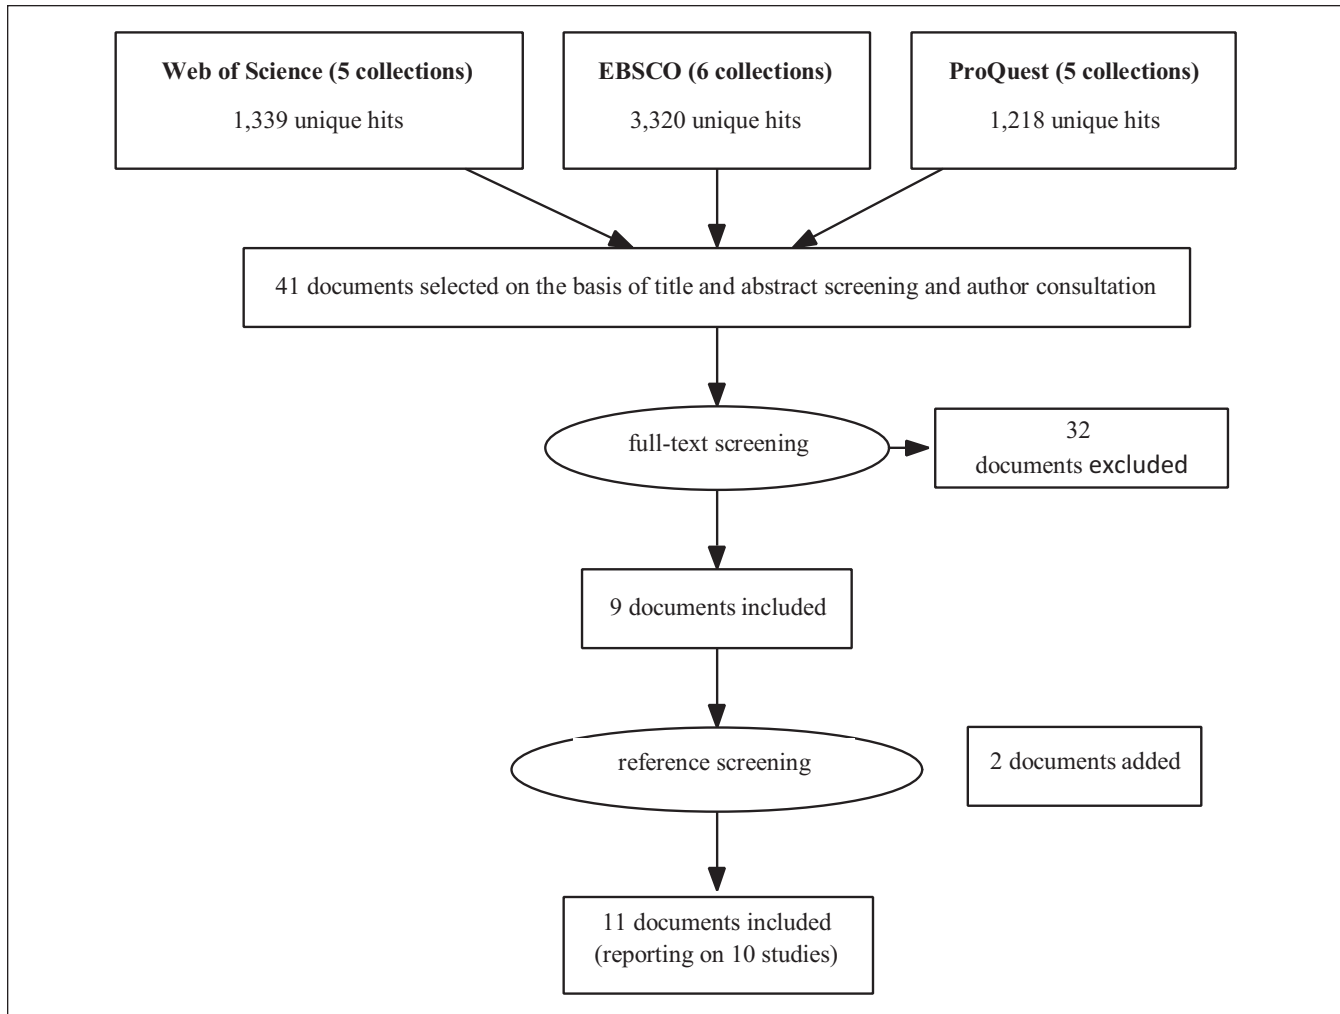 Web of Science (5 collections)
1,339 unique hits
EBSCO (6 collections)
3,320 unique hits
ProQuest (5 collections)
1,218 unique hits
41 documents selected on the basis of title and abstract screening and author consultation
full-text screening
32
documents excluded
9 documents included
reference screening
2 documents added
11 documents included
(reporting on 10 studies)